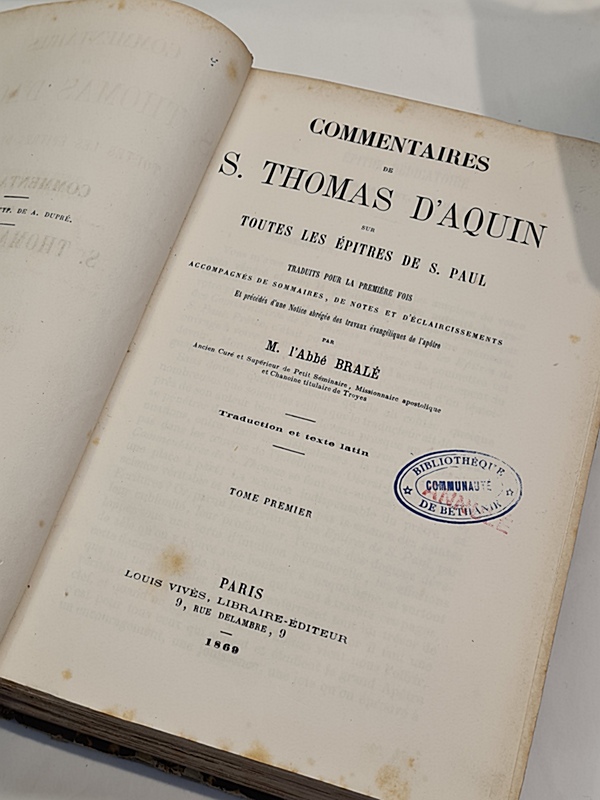 TYP. DE A. DUPRÉ.
COMMENTAIRES
DE
S. THOMAS D'AQUIN
SUR
TOUTES LES ÉPITRES DE S. PAUL
TRADUITS POUR LA PREMIÈRE FOIS
ACCOMPAGNÉS DE SOMMAIRES, DE NOTES ET D'ÉCLAIRCISSEMENTS
Et précédés d'une Notice abrégée des travaux évangéliques de l'apôtre
PAR
M. l'Abbé BRALÉ
Ancien Curé et Supérieur de Petit Séminaire, Missionnaire apostolique
et Chanoine titulaire de Troyes
Traduction et texte latin
BIBLIOTHÈQUE
COMMUNAUTÉ
DE BÉTHANIE
TOME PREMIER
PARIS
LOUIS VIVÈS, LIBRAIRE-ÉDITEUR
9, RUE DELAMBRE, 9
1869